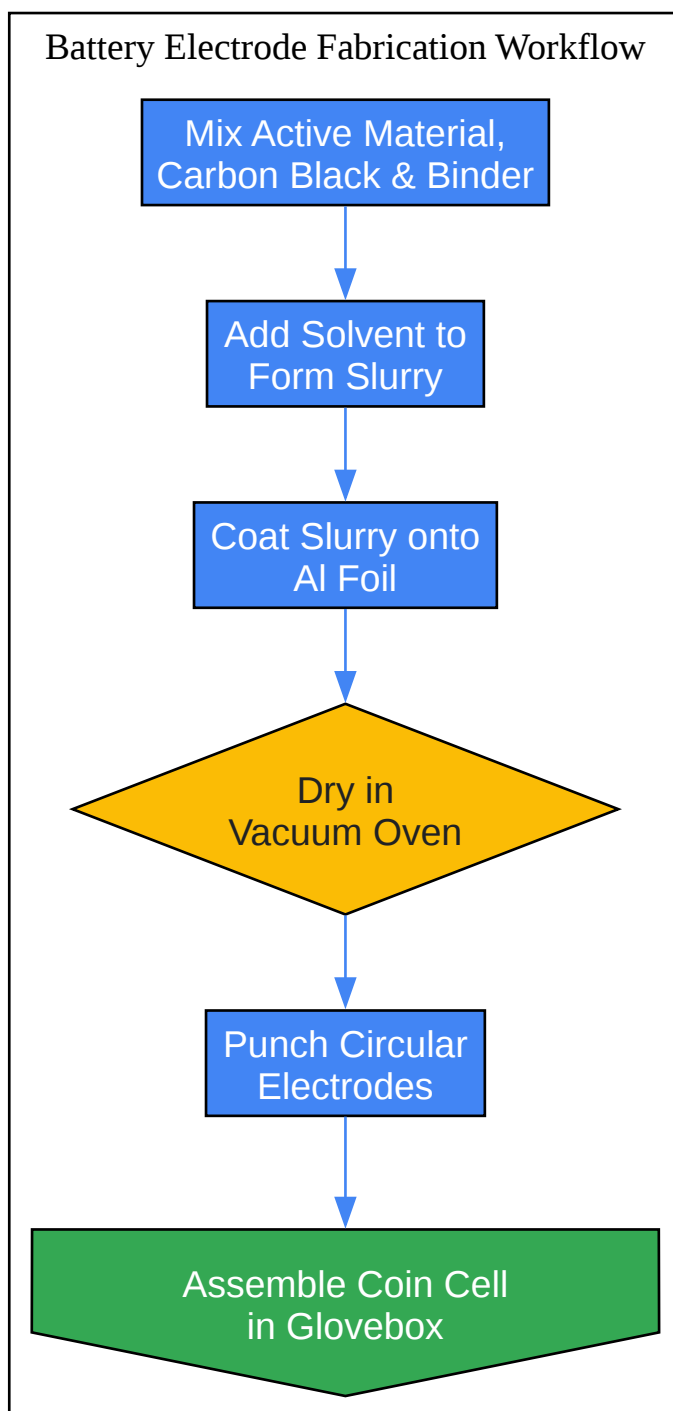 Battery Electrode Fabrication Workflow
Mix Active Material,
Carbon Black & Binder
Add Solvent to
Form Slurry
Coat Slurry onto
Al Foil
Dry in
Vacuum Oven
Punch Circular
Electrodes
Assemble Coin Cell
in Glovebox